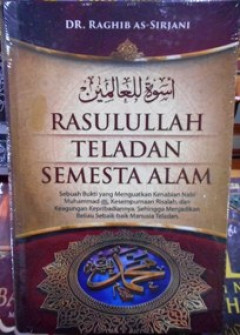 DR. RAGHIB AS-SIRJANI
أسوة للعالمين
RASULULLAH
TELADAN
SEMESTA ALAM
Sebuah Bukti yang Menguatkan Kenabian Nabi
Muhammad ﷺ, Kesempurnaan Risalah, dan
Keagungan Kepribadiannya. Sehingga Menjadikan
Beliau Sebaik-baik Manusia Teladan.
محمد